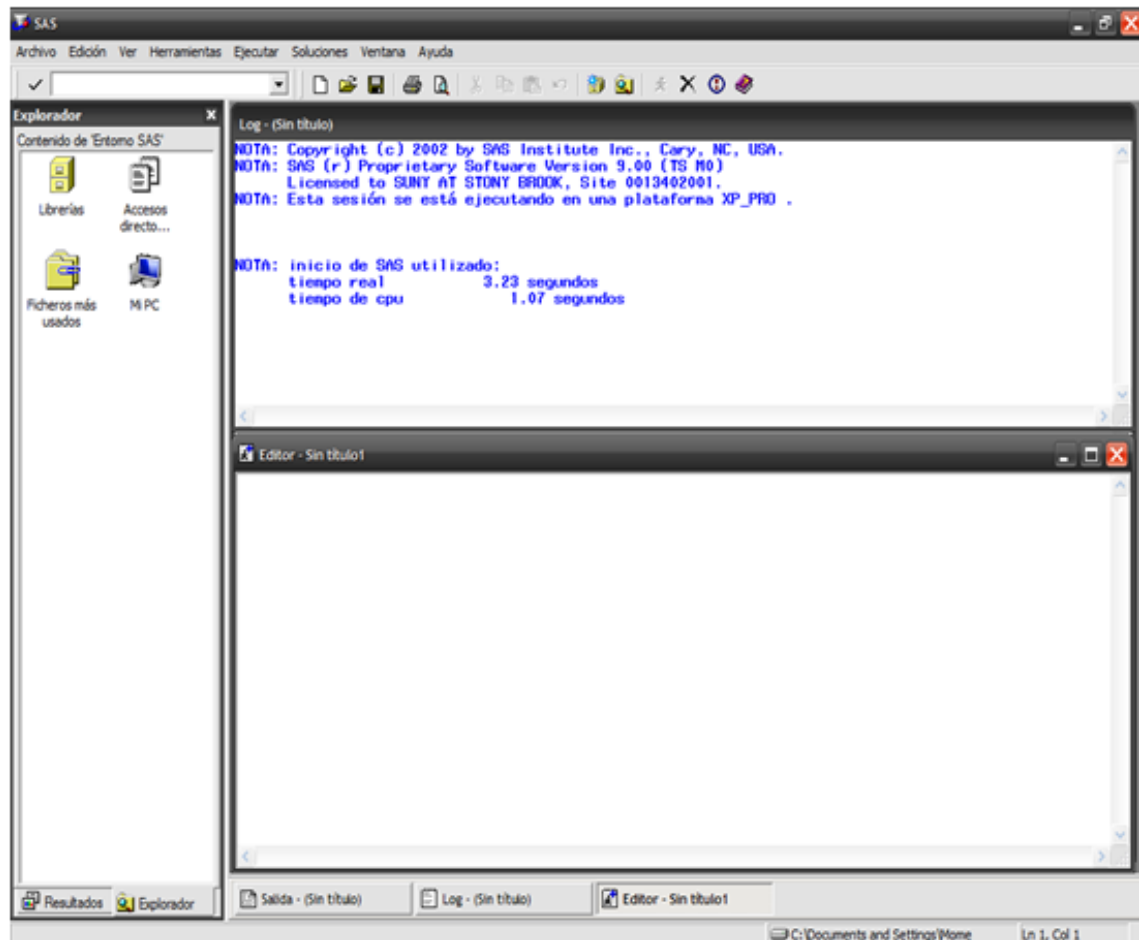 SAS
Archivo Edición Ver Herramientas Ejecutar Soluciones Ventana Ayuda
Explorador
Contenido de 'Entorno SAS'
Librerías
Accesos directo...
Ficheros más usados
Mi PC
Log - (Sin título)
NOTA: Copyright (c) 2002 by SAS Institute Inc., Cary, NC, USA.
NOTA: SAS (r) Proprietary Software Version 9.00 (TS M0)
Licensed to SUNY AT STONY BROOK, Site 0013402001.
NOTA: Esta sesión se está ejecutando en una plataforma XP_PRO .
NOTA: inicio de SAS utilizado:
tiempo real 3.23 segundos
tiempo de cpu 1.07 segundos
Editor - Sin título1
Resultados
Explorador
Salida - (Sin título)
Log - (Sin título)
Editor - Sin título1
C:\Documents and Settings\Mome
Ln 1, Col 1